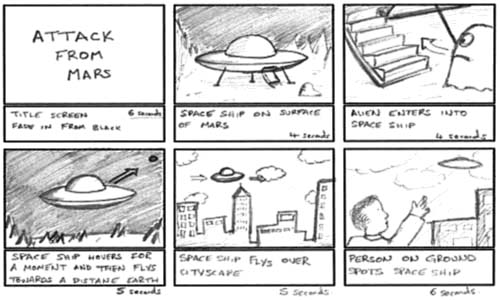 ATTACK
FROM
MARS
TITLE SCREEN 6 seconds
FADE IN FROM BLACK
SPACE SHIP ON SURFACE
OF MARS
4 seconds
ALIEN ENTERS INTO
SPACE SHIP
4 seconds
SPACE SHIP HOVERS FOR
A MOMENT AND THEN FLYS
TOWARDS A DISTANE EARTH
5 seconds
SPACE SHIP FLYS OVER
CITYSCAPE
5 seconds
PERSON ON GROUND
SPOTS SPACE SHIP
6 seconds